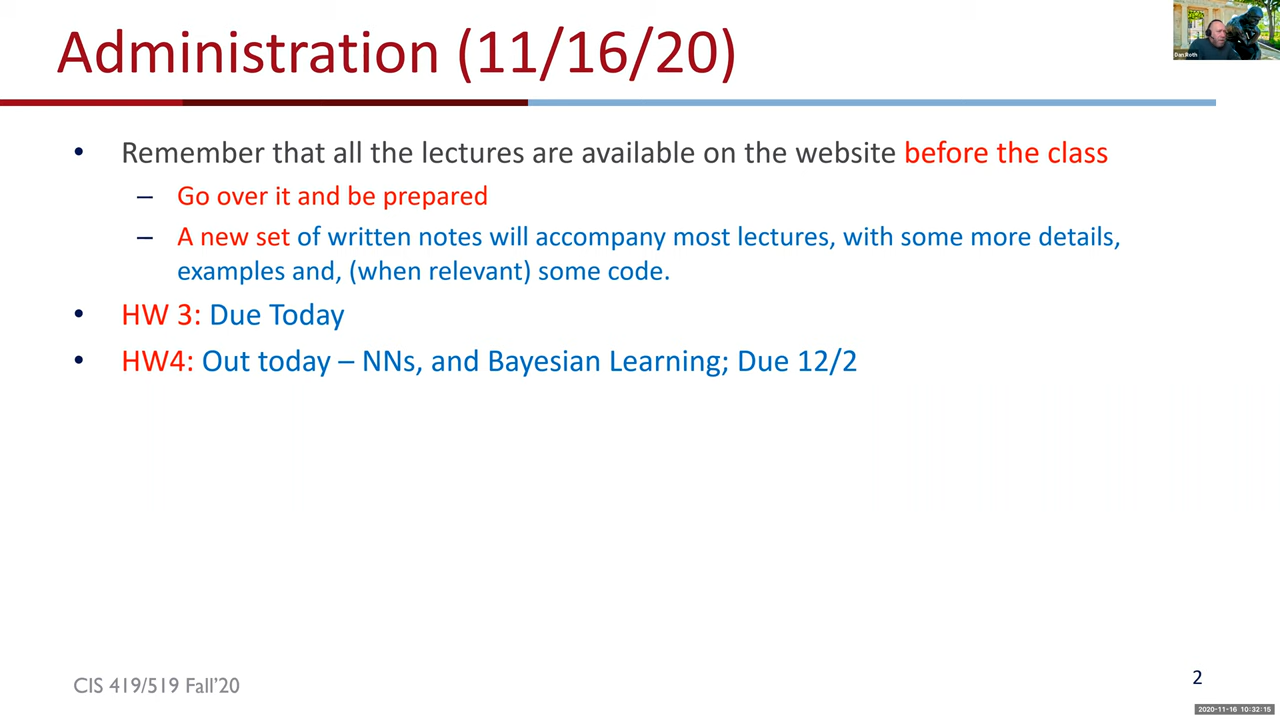 Administration (11/16/20)
Dan Roth
• Remember that all the lectures are available on the website before the class
– Go over it and be prepared
– A new set of written notes will accompany most lectures, with some more details,
examples and, (when relevant) some code.
• HW 3: Due Today
• HW4: Out today – NNs, and Bayesian Learning; Due 12/2
CIS 419/519 Fall’20
2
2020-11-16 10:32:15